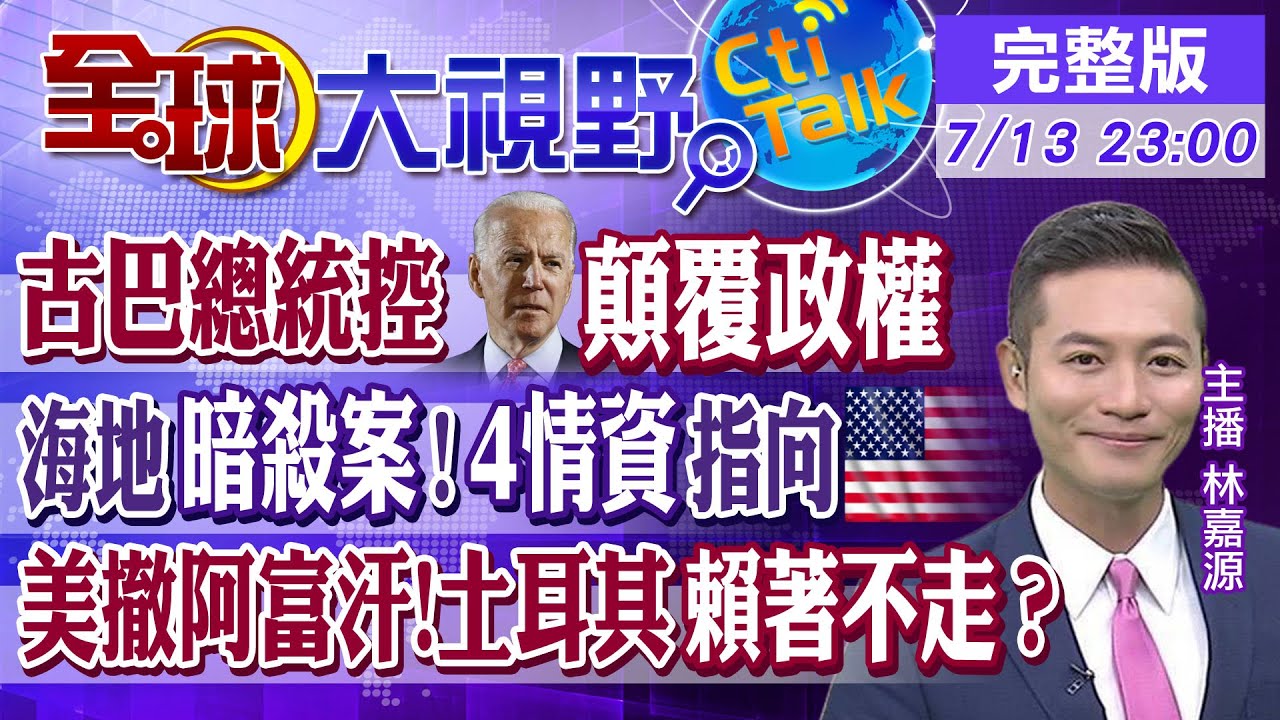 全球大視野
Cti Talk
完整版
7/13 23:00
古巴總統控 顛覆政權
海地暗殺案!4情資指向
美撤阿富汗!土耳其賴著不走?
主播 林嘉源